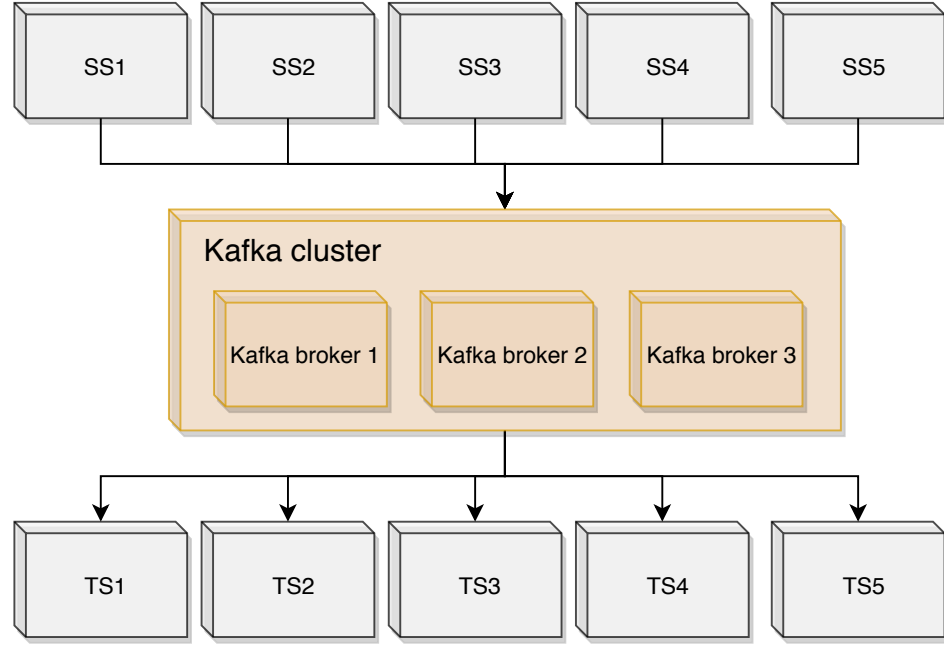 SS1
SS2
SS3
SS4
SS5
Kafka cluster
Kafka broker 1
Kafka broker 2
Kafka broker 3
TS1
TS2
TS3
TS4
TS5